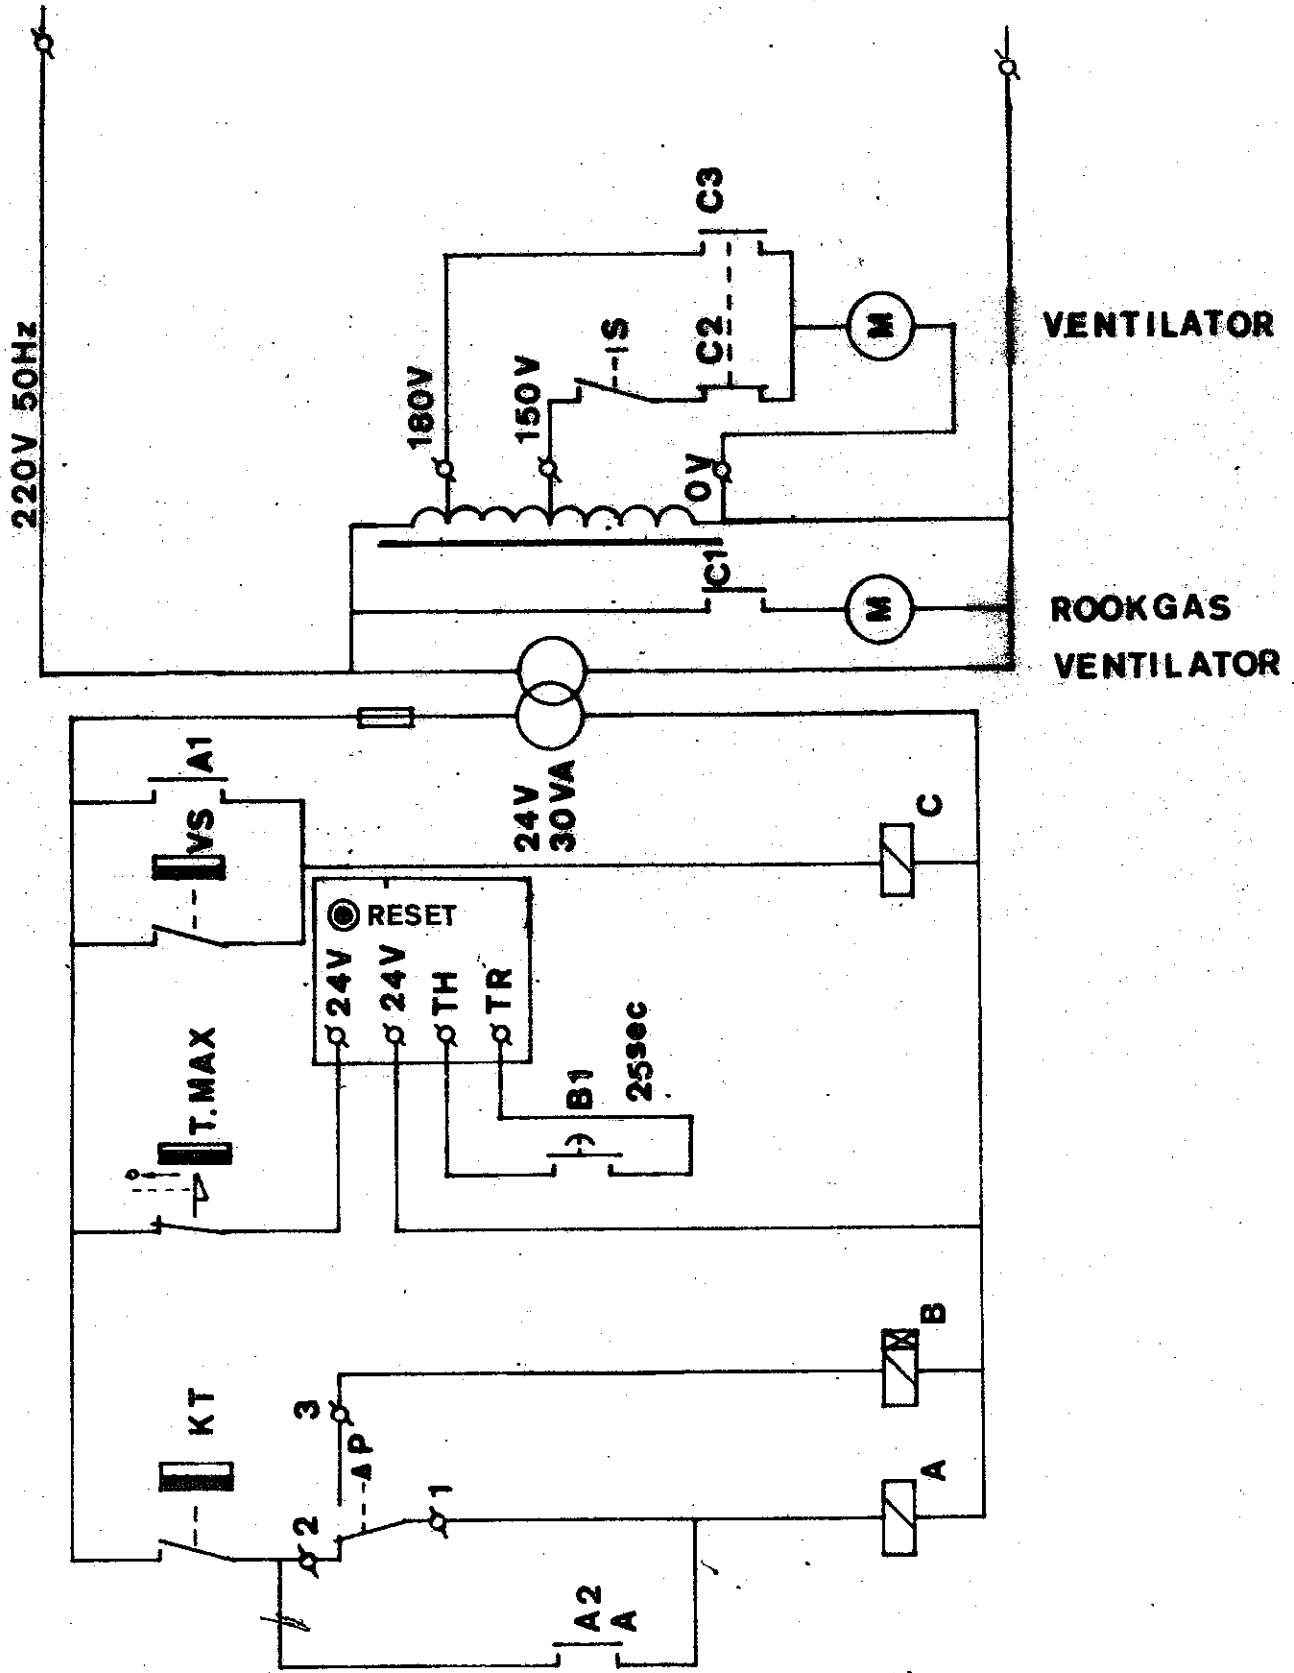 220V 50Hz
C3
IS
C2
180V
150V
0V
VENTILATOR
M
C1
M
ROOKGAS
VENTILATOR
A1
VS
24V
30VA
C
RESET
24V
24V
TH
TR
T.MAX
B1
25sec
KT
B
3
ΔP
2
1
A
A2
A